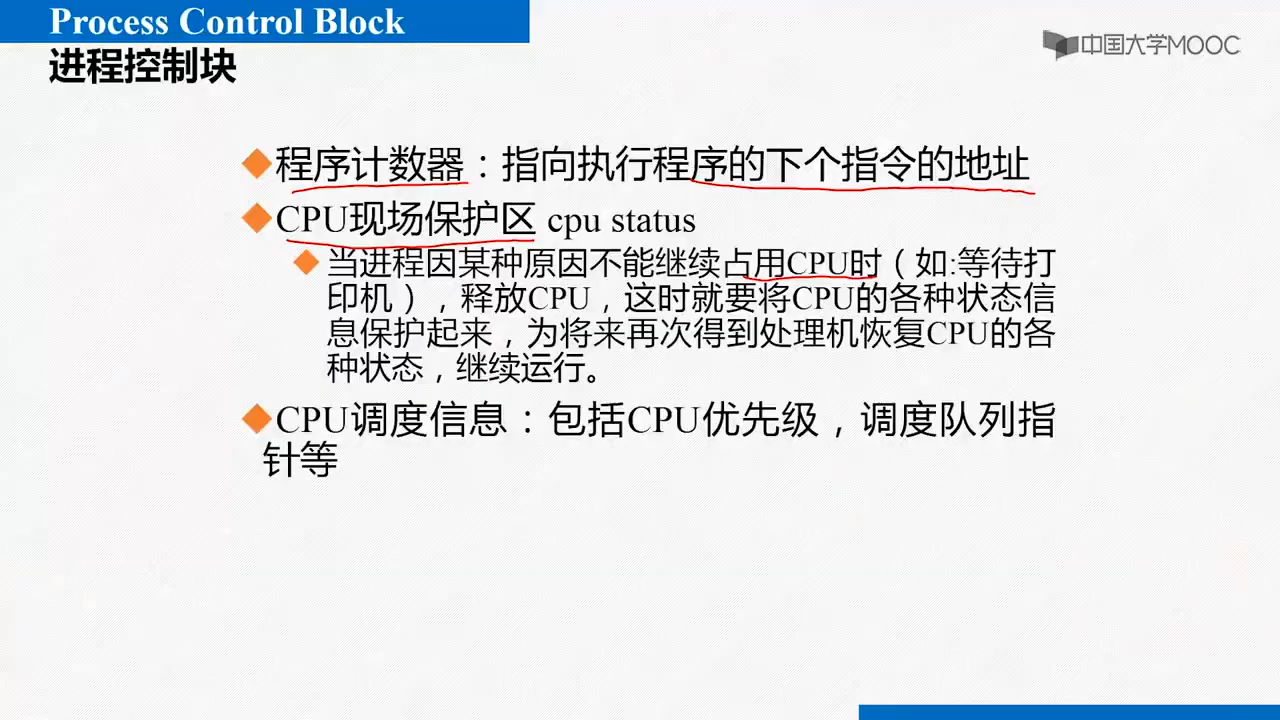 Process Control Block
进程控制块
中国大学MOOC
程序计数器：指向执行程序的下个指令的地址
CPU现场保护区 cpu status
当进程因某种原因不能继续占用CPU时（如:等待打
印机），释放CPU，这时就要将CPU的各种状态信
息保护起来，为将来再次得到处理机恢复CPU的各
种状态，继续运行。
CPU调度信息：包括CPU优先级，调度队列指
针等